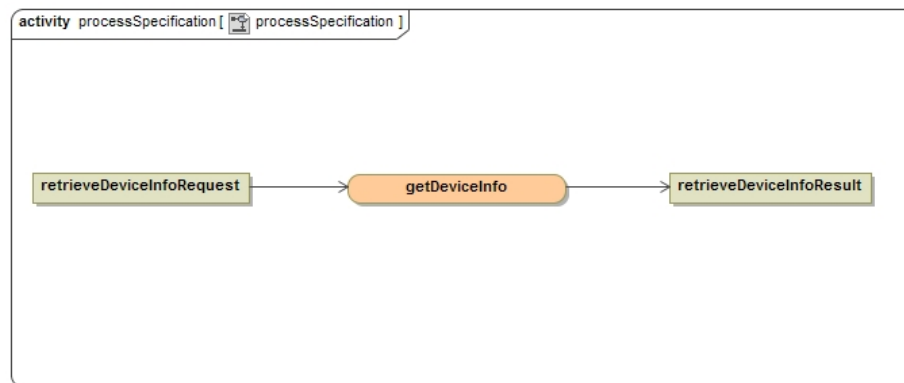 activity processSpecification [ processSpecification ]
retrieveDeviceInfoRequest
getDeviceInfo
retrieveDeviceInfoResult